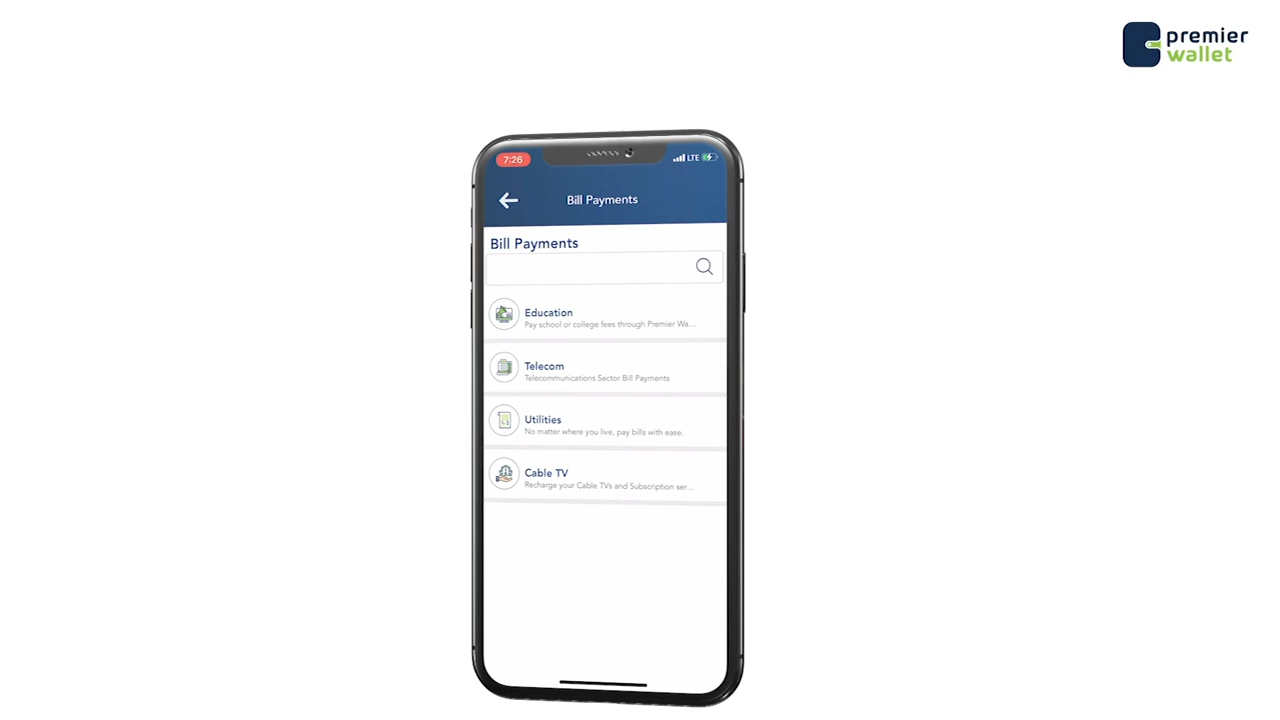 premier
wallet
7:26
LTE
Bill Payments
Bill Payments
Education
Pay school or college fees through Premier Wa...
Telecom
Telecommunications Sector Bill Payments
Utilities
No matter where you live, pay bills with ease.
Cable TV
Recharge your Cable TVs and Subscription ser...